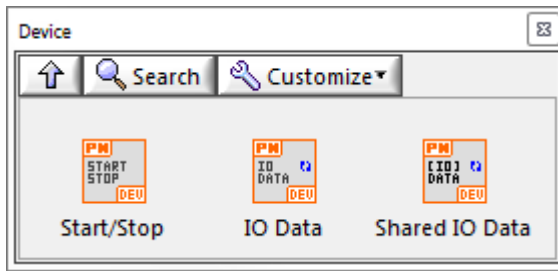 Device
Search
Customize
PN
START
STOP
DEV
PN
IO
DATA
DEV
PN
[IO]
DATA
DEV
Start/Stop
IO Data
Shared IO Data